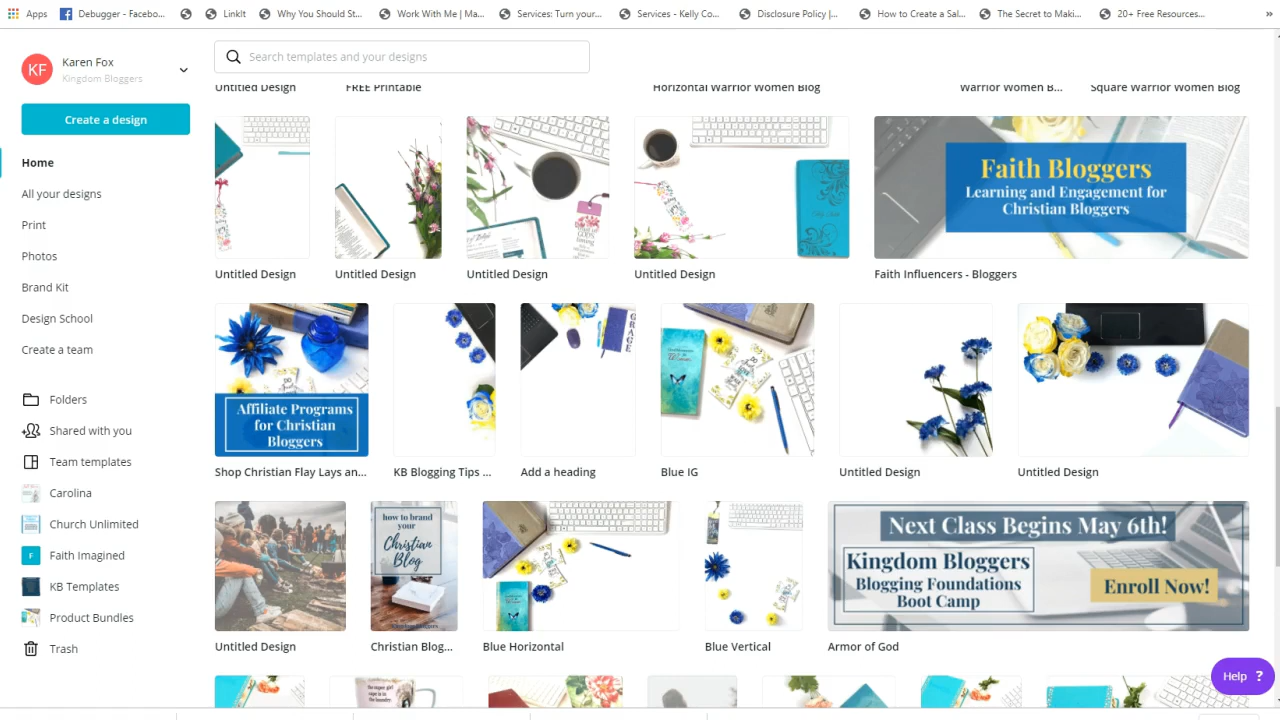 Apps
Debugger - Faceb...
LinkIt
Why You Should St...
Work With Me | Ma...
Services: Turn your...
Services - Kelly Co...
Disclosure Policy |...
How to Create a Sal...
The Secret to Maki...
20+ Free Resources...
»
KF
Karen Fox
Kingdom Bloggers
Search templates and your designs
Create a design
Home
All your designs
Print
Photos
Brand Kit
Design School
Create a team
Folders
Shared with you
Team templates
Carolina
Church Unlimited
F
Faith Imagined
KB Templates
Product Bundles
Trash
Untitled Design
FREE Printable
Horizontal Warrior Women Blog
Warrior Women B...
Square Warrior Women Blog
Faith Bloggers
Learning and Engagement for
Christian Bloggers
Untitled Design
Untitled Design
Untitled Design
Untitled Design
Faith Influencers - Bloggers
Affiliate Programs
for Christian
Bloggers
GRACE
Shop Christian Flay Lays an...
KB Blogging Tips ...
Add a heading
Blue IG
Untitled Design
Untitled Design
how to brand
your
Christian
Blog
Next Class Begins May 6th!
Kingdom Bloggers
Blogging Foundations
Boot Camp
Enroll Now!
Untitled Design
Christian Blog...
Blue Horizontal
Blue Vertical
Armor of God
Help ?